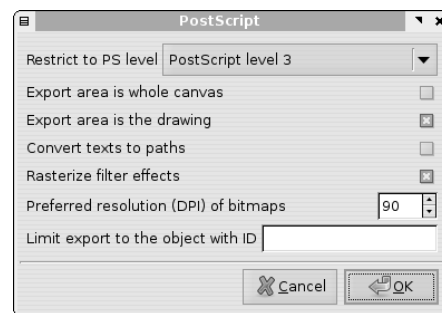 PostScript
Restrict to PS level PostScript level 3
Export area is whole canvas
Export area is the drawing
Convert texts to paths
Rasterize filter effects
Preferred resolution (DPI) of bitmaps 90
Limit export to the object with ID
Cancel OK